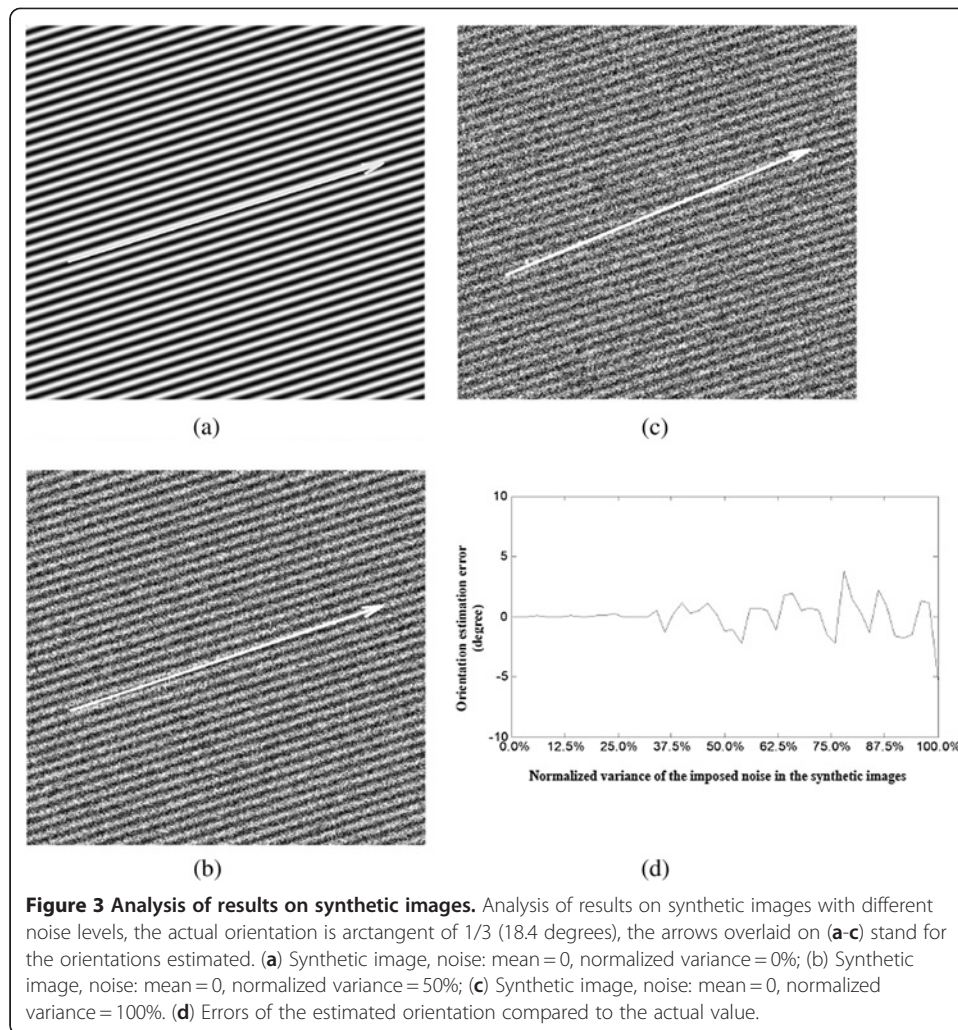 (a)
(c)
(b)
10
5
0
-5
-10
0.0% 12.5% 25.0% 37.5% 50.0% 62.5% 75.0% 87.5% 100.0%
Orientation estimation error
(degree)
Normalized variance of the imposed noise in the synthetic images
(d)
Figure 3 Analysis of results on synthetic images. Analysis of results on synthetic images with different
noise levels, the actual orientation is arctangent of 1/3 (18.4 degrees), the arrows overlaid on (a-c) stand for
the orientations estimated. (a) Synthetic image, noise: mean = 0, normalized variance = 0%; (b) Synthetic
image, noise: mean = 0, normalized variance = 50%; (c) Synthetic image, noise: mean = 0, normalized
variance = 100%. (d) Errors of the estimated orientation compared to the actual value.